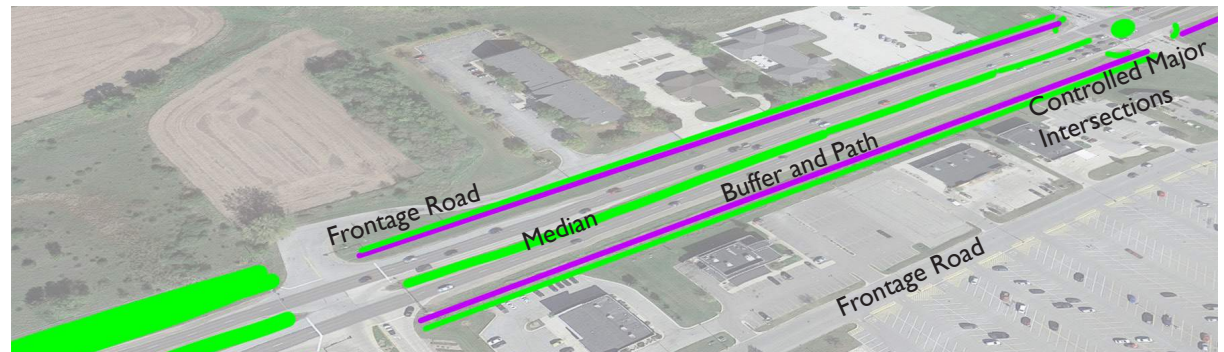 Controlled Major
Intersections
Buffer and Path
Frontage Road
Median
Frontage Road